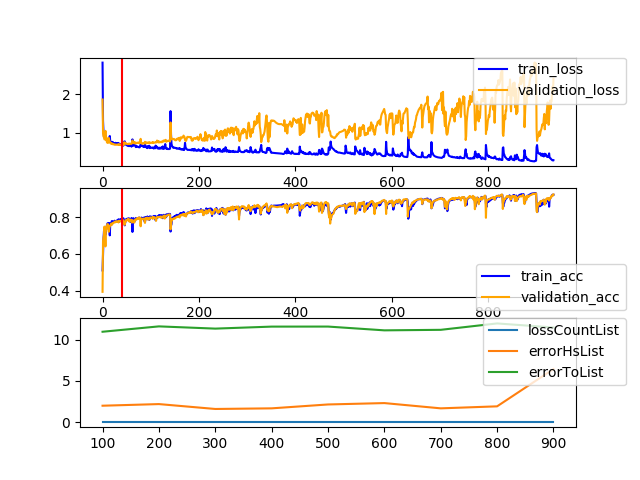 train_loss
validation_loss
2
1
0 200 400 600 800
train_acc
validation_acc
0.8
0.6
0.4
0 200 400 600 800
lossCountList
errorHsList
errorToList
10
5
0
100 200 300 400 500 600 700 800 900